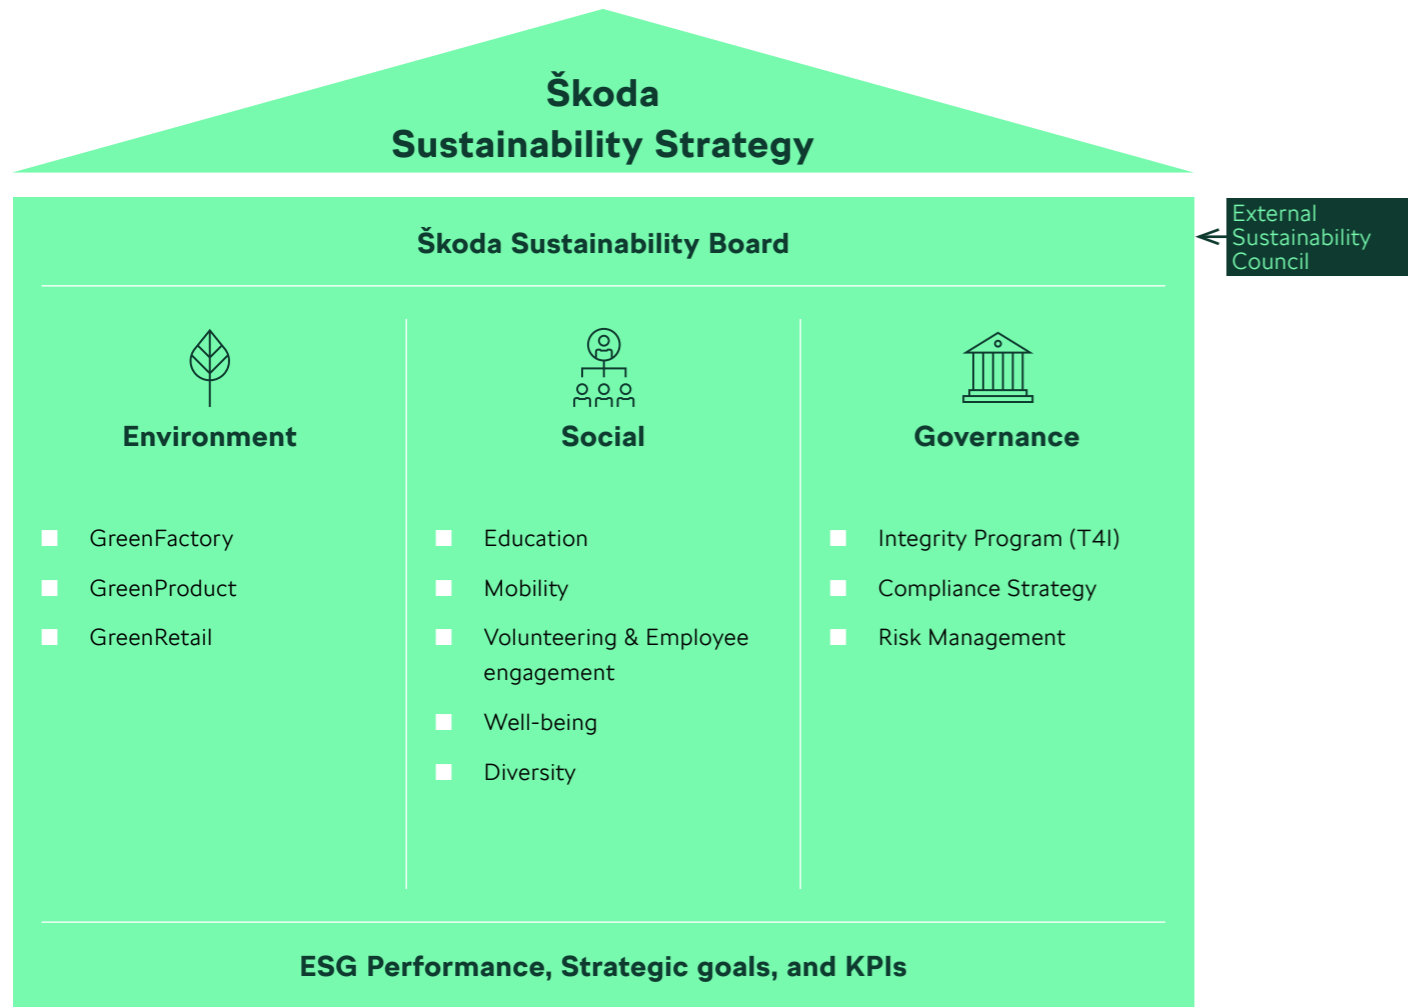 Škoda
Sustainability Strategy
Škoda Sustainability Board
External
Sustainability
Council
Environment
GreenFactory
GreenProduct
GreenRetail
Social
Education
Mobility
Volunteering & Employee
engagement
Well-being
Diversity
Governance
Integrity Program (T4I)
Compliance Strategy
Risk Management
ESG Performance, Strategic goals, and KPIs